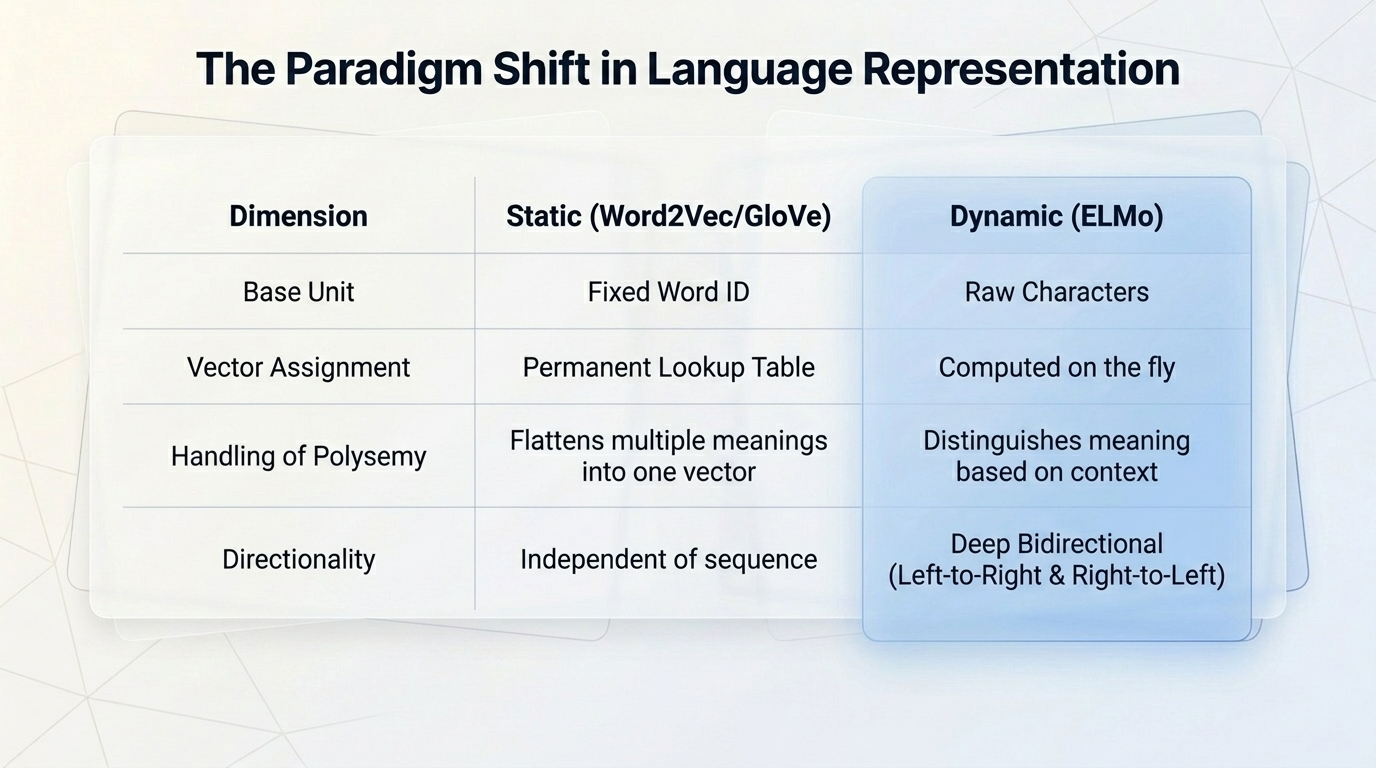 The Paradigm Shift in Language Representation
Dimension
Static (Word2Vec/GloVe)
Dynamic (ELMo)
Base Unit
Fixed Word ID
Raw Characters
Vector Assignment
Permanent Lookup Table
Computed on the fly
Handling of Polysemy
Flattens multiple meanings
into one vector
Distinguishes meaning
based on context
Directionality
Independent of sequence
Deep Bidirectional
(Left-to-Right & Right-to-Left)